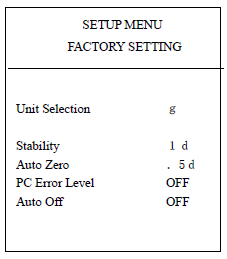 SETUP MENU
FACTORY SETTING
Unit Selection g
Stability 1 d
Auto Zero . 5 d
PC Error Level OFF
Auto Off OFF